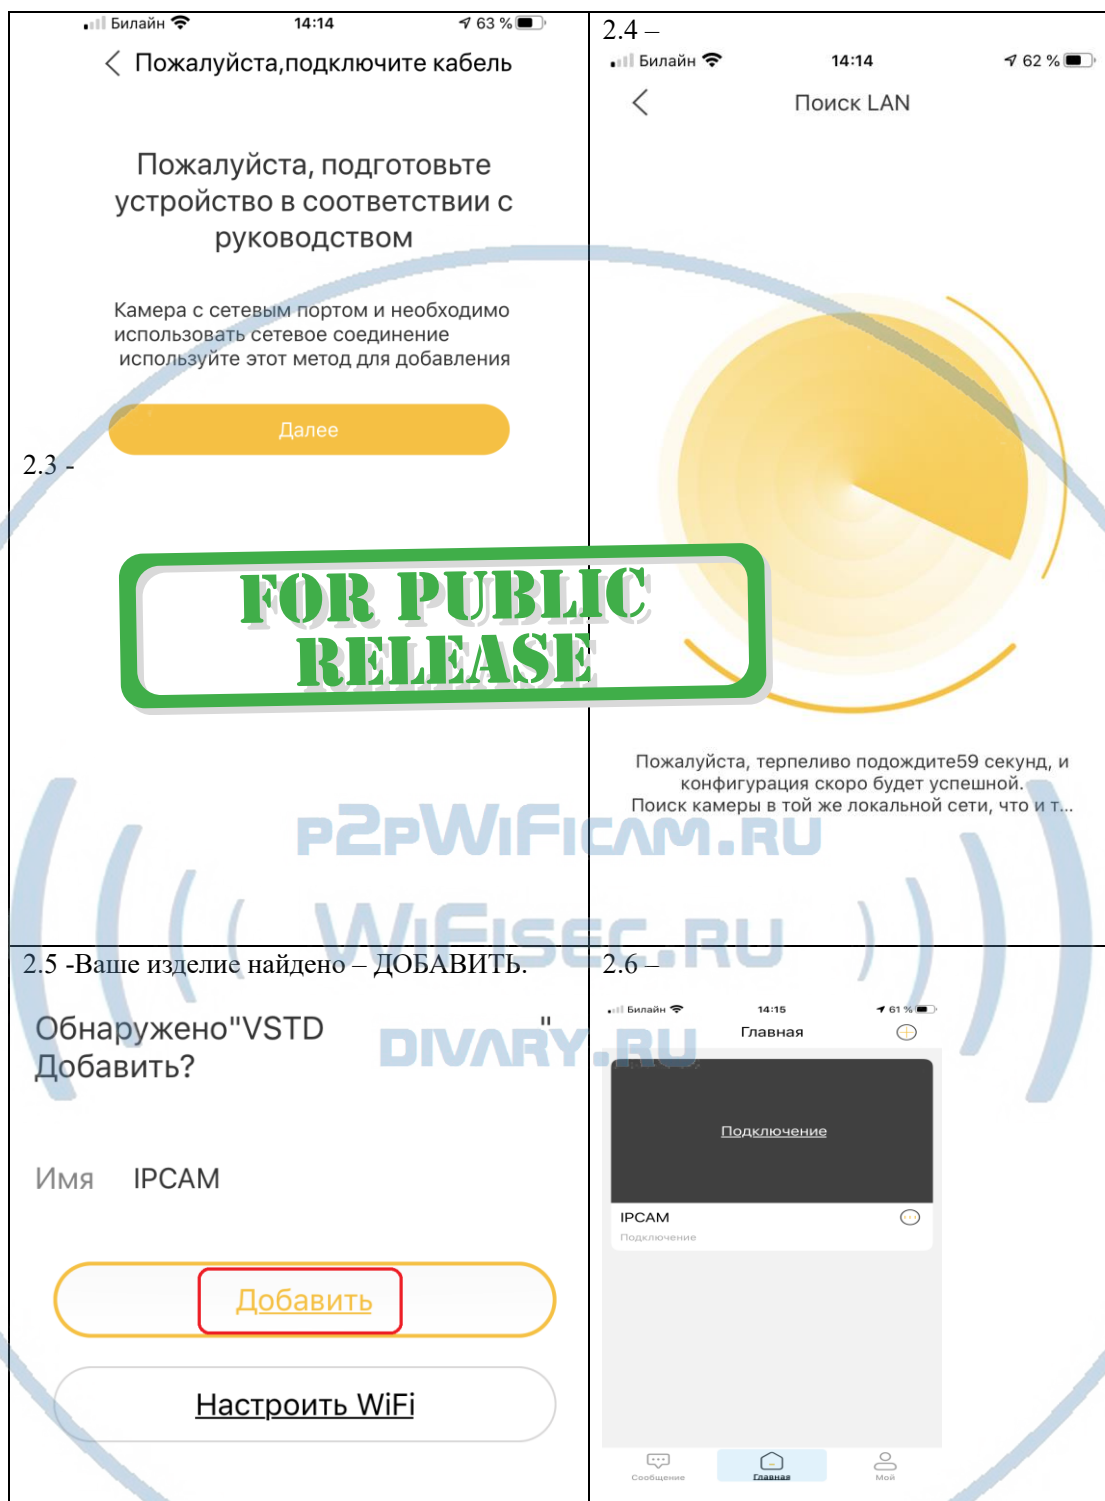 Билайн 14:14 63 %
Пожалуйста,подключите кабель
Пожалуйста, подготовьте
устройство в соответствии с
руководством
Камера с сетевым портом и необходимо
использовать сетевое соединение
используйте этот метод для добавления
Далее
2.3 -
2.4 –
Билайн 14:14 62 %
Поиск LAN
Пожалуйста, терпеливо подождите59 секунд, и
конфигурация скоро будет успешной.
Поиск камеры в той же локальной сети, что и т...
FOR PUBLIC
RELEASE
P2PWIFICAM.RU
WIFISEC.RU
DIVARY.RU
2.5 -Ваше изделие найдено – ДОБАВИТЬ.
Обнаружено"VSTD "
Добавить?
Имя IPCAM
Добавить
Настроить WiFi
2.6 –
Билайн 14:15 61 %
Главная
Подключение
IPCAM
Подключение
Сообщение Главная Мой